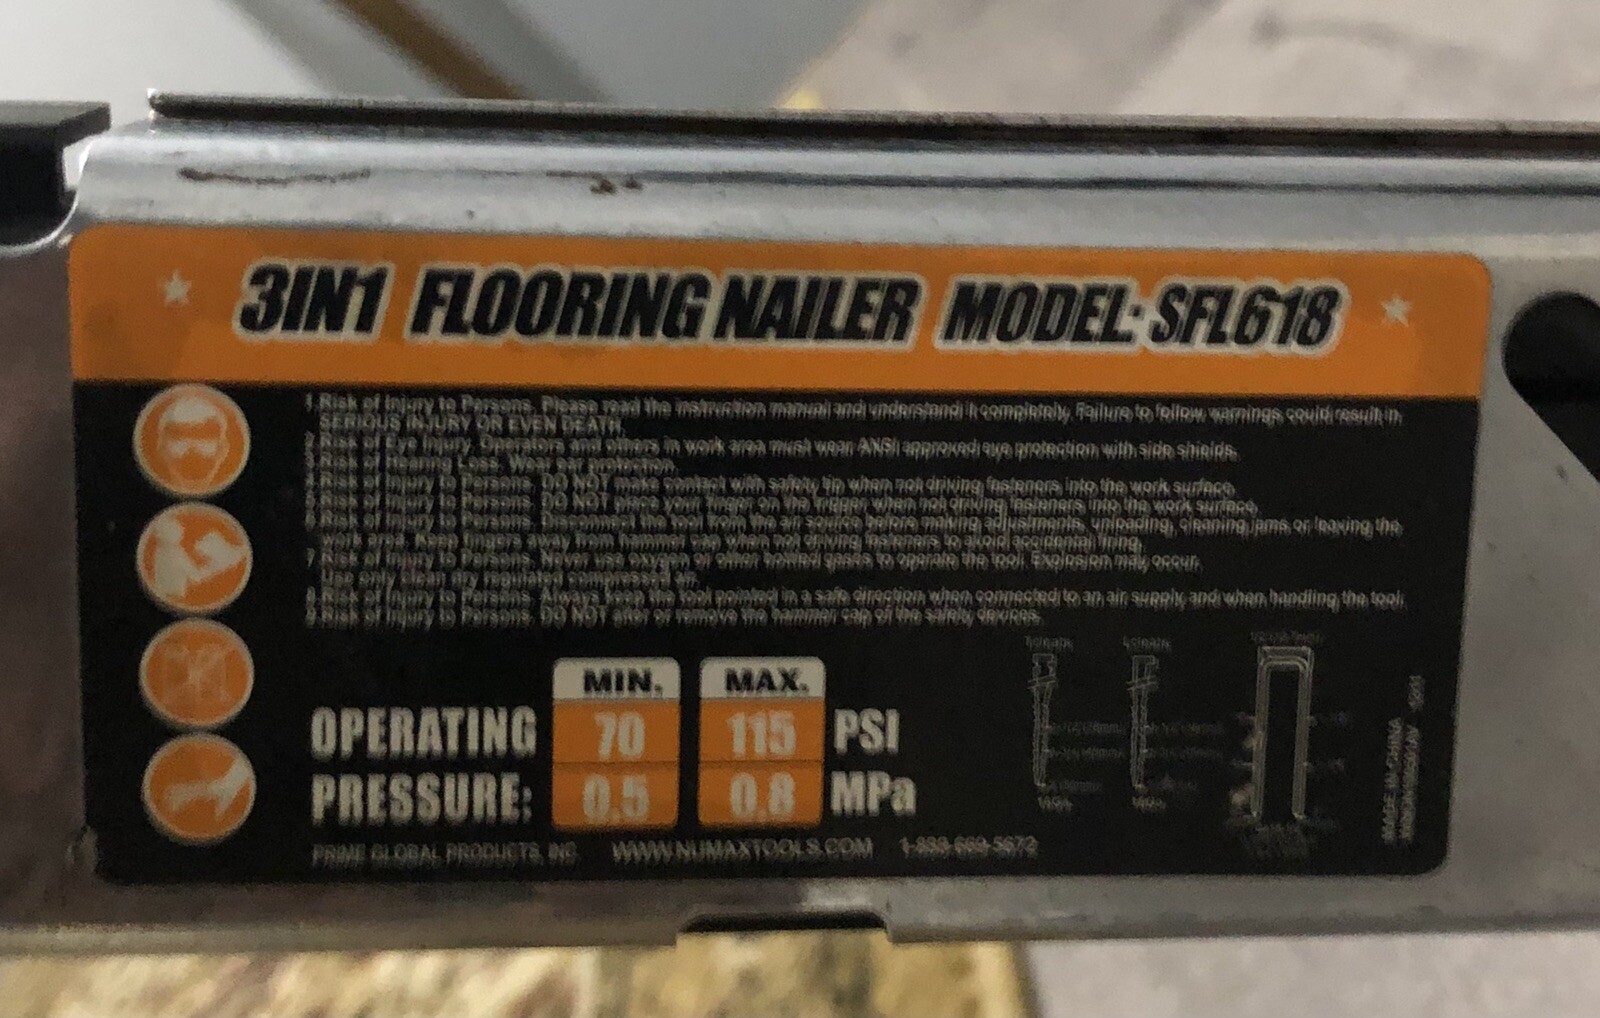 3IN1 FLOORING NAILER MODEL: SFL618
1.Risk of Injury to Persons. Please read the instruction manual and understand it completely. Failure to follow warnings could result in
SERIOUS INJURY OR EVEN DEATH.
2.Risk of Eye Injury. Operators and others in work area must wear ANSI approved eye protection with side shields.
3.Risk of Hearing Loss. Wear ear protection.
4.Risk of Injury to Persons. DO NOT make contact with safety tip when not driving fasteners into the work surface.
5.Risk of Injury to Persons. DO NOT place your finger on the trigger when not driving fasteners into the work surface.
6.Risk of Injury to Persons. Disconnect the tool from the air source before making adjustments, unloading, cleaning jams or leaving the
work area. Keep fingers away from hammer cap when not driving fasteners to avoid accidental firing.
7.Risk of Injury to Persons. Never use oxygen or other bottled gases to operate the tool. Explosion may occur.
Use only clean dry regulated compressed air.
8.Risk of Injury to Persons. Always keep the tool pointed in a safe direction when connected to an air supply and when handling the tool.
9.Risk of Injury to Persons. DO NOT alter or remove the hammer cap of the safety devices.
MIN. MAX.
OPERATING 70 115 PSI
PRESSURE: 0.5 0.8 MPa
PRIME GLOBAL PRODUCTS, INC. WWW.NUMAXTOOLS.COM 1-888-669-5672
MADE IN CHINA